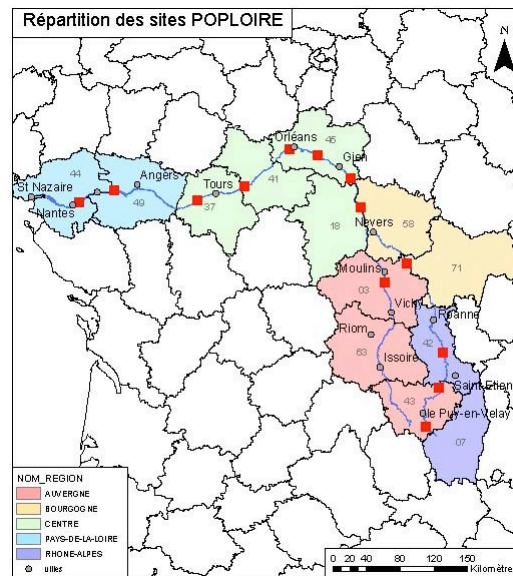 Répartition des sites POPLOIRE
N
45
Orléans
Gien
44
Angers
41
St Nazaire
Tours
Nantes
49
37
58
18
Nevers
Moulins
71
03
Vichy
Roanne
Riom
42
63
Issoire
Saint-Etien
43
le Puy-en-Velay
07
NOM_REGION
AUVERGNE
BOURGOGNE
CENTRE
PAYS-DE-LA-LOIRE
RHONE-ALPES
villes
0 20 40 60 80 120 150
Kilomètre